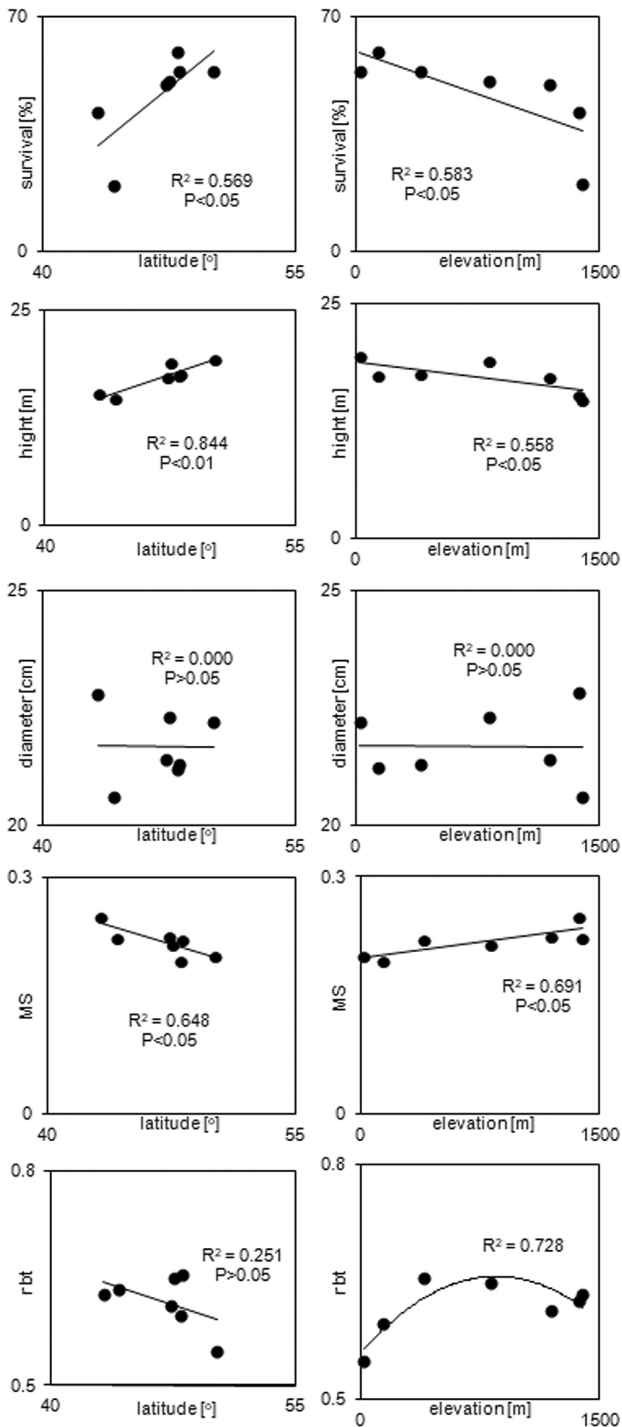 70
survival [%]
R² = 0.569
P<0.05
0
40
latitude [º]
55
survival [%]
R² = 0.583
P<0.05
0
elevation [m]
1500
25
hight [m]
R² = 0.844
P<0.01
0
40
latitude [º]
55
25
hight [m]
R² = 0.558
P<0.05
0
elevation [m]
1500
25
diameter [cm]
R² = 0.000
P>0.05
20
40
latitude [º]
55
25
diameter [cm]
R² = 0.000
P>0.05
20
0
elevation [m]
1500
0.3
MS
R² = 0.648
P<0.05
0
40
latitude [º]
55
MS
R² = 0.691
P<0.05
0
0
elevation [m]
1500
0.8
rbt
R² = 0.251
P>0.05
0.5
40
latitude [º]
55
0.8
rbt
R² = 0.728
0.5
0
elevation [m]
1500